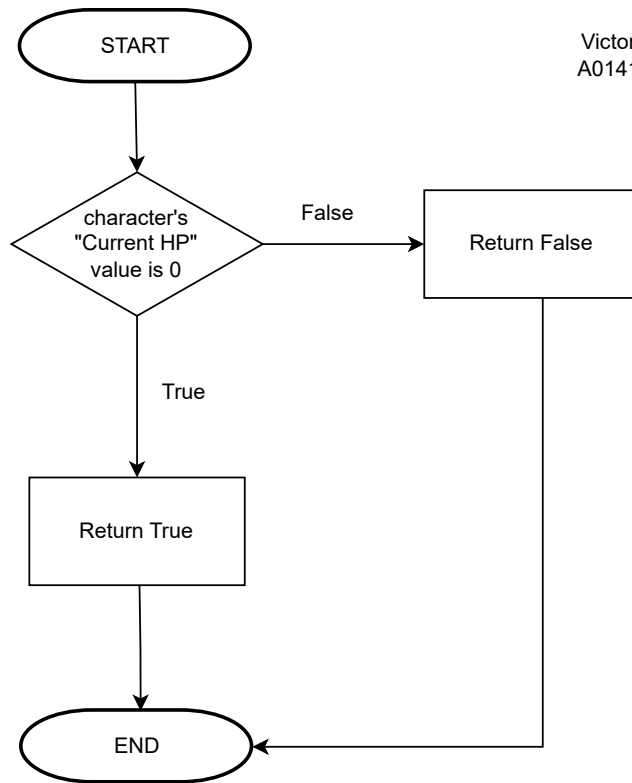 START
Victor
A0141
character's
"Current HP"
value is 0
False
Return False
True
Return True
END